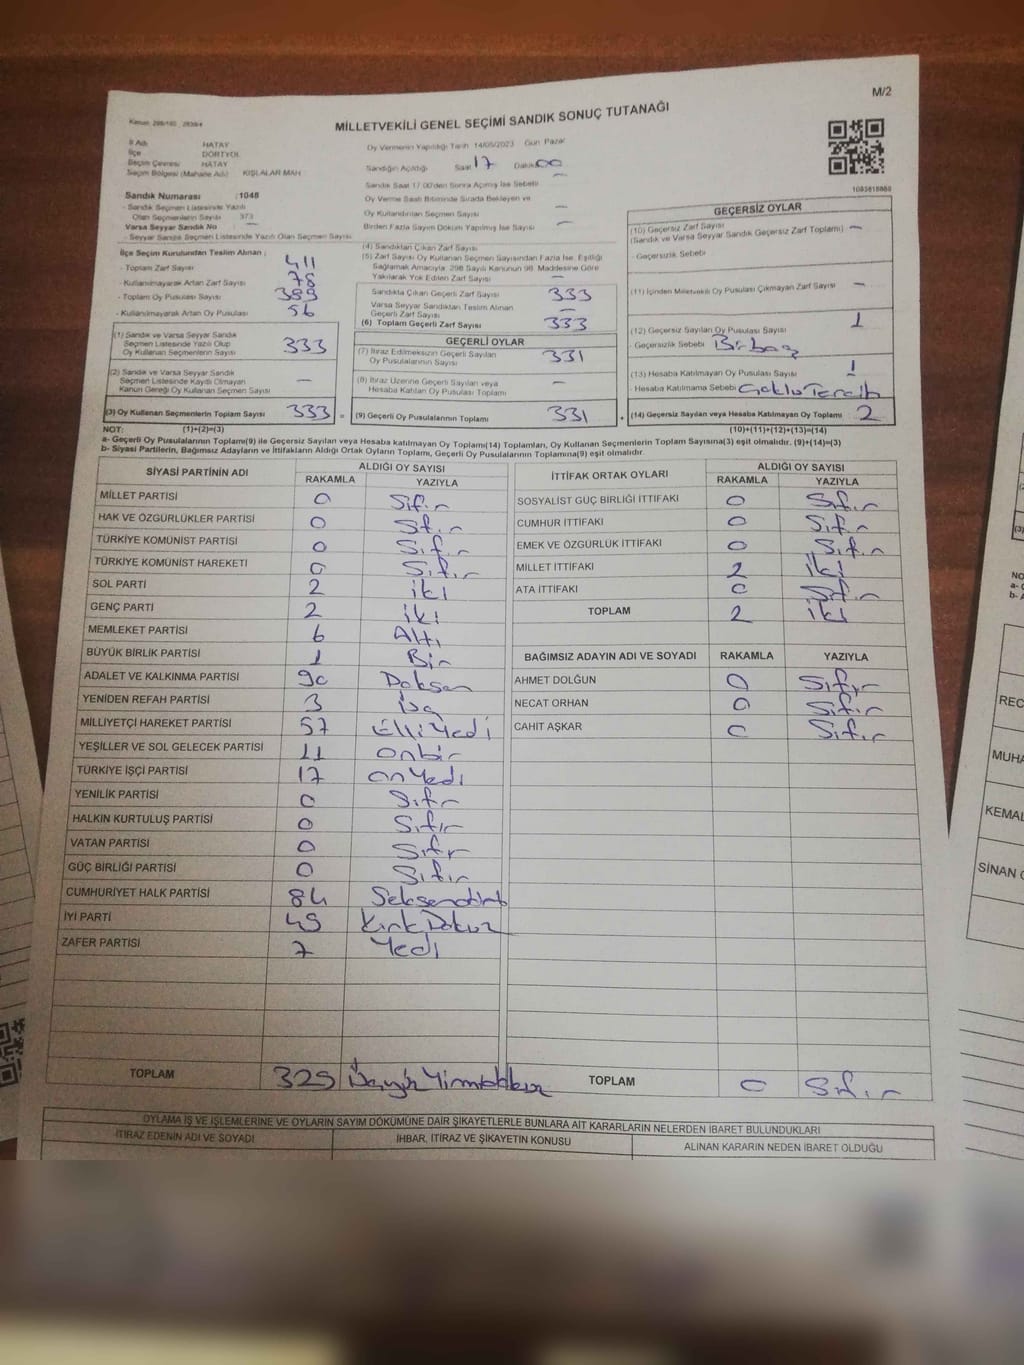 M/2
MİLLETVEKİLİ GENEL SEÇİMİ SANDIK SONUÇ TUTANAĞI
İl Adı HATAY
İlçe DÖRTYOL
Seçim Çevresi HATAY
Seçim Bölgesi (Mahalle Adı) KIŞLALAR MAH.
Oy Vermenin Yapıldığı Tarih 14/05/2023 Gün Pazar
Sandığın Açıldığı Saat 17 Dakika 00
Sandık Saat 17.00'den Sonra Açılmış İse Sebebi —
Oy Verme Saati Bitiminde Sırada Bekleyen ve
Oy Kullandırılan Seçmen Sayısı —
Birden Fazla Sayım Döküm Yapılmış İse Sayısı —
1083618868
Sandık Numarası :1048
- Sandık Seçmen Listesinde Yazılı
Olan Seçmenlerin Sayısı 373
Varsa Seyyar Sandık No —
- Seyyar Sandık Seçmen Listesinde Yazılı Olan Seçmen Sayısı
İlçe Seçim Kurulundan Teslim Alınan ;
- Toplam Zarf Sayısı 411
- Kullanılmayarak Artan Zarf Sayısı 78
- Toplam Oy Pusulası Sayısı 389
- Kullanılmayarak Artan Oy Pusulası 56
(4) Sandıktan Çıkan Zarf Sayısı
(5) Zarf Sayısı Oy Kullanan Seçmen Sayısından Fazla İse, Eşitliği
Sağlamak Amacıyla, 298 Sayılı Kanunun 98. Maddesine Göre
Yakılarak Yok Edilen Zarf Sayısı —
Sandıkta Çıkan Geçerli Zarf Sayısı 333
Varsa Seyyar Sandıktan Teslim Alınan
Geçerli Zarf Sayısı —
(6) Toplam Geçerli Zarf Sayısı 333
GEÇERSİZ OYLAR
(10) Geçersiz Zarf Sayısı
(Sandık ve Varsa Seyyar Sandık Geçersiz Zarf Toplamı) —
- Geçersizlik Sebebi
(11) İçinden Milletvekili Oy Pusulası Çıkmayan Zarf Sayısı —
(12) Geçersiz Sayılan Oy Pusulası Sayısı 1
- Geçersizlik Sebebi
(13) Hesaba Katılmayan Oy Pusulası Sayısı 1
Hesaba Katılmama Sebebi
(14) Geçersiz Sayılan veya Hesaba Katılmayan Oy Toplamı 2
(10)+(11)+(12)+(13)=(14)
(1) Sandık ve Varsa Seyyar Sandık
Seçmen Listesinde Yazılı Olup
Oy Kullanan Seçmenlerin Sayısı 333
(2) Sandık ve Varsa Seyyar Sandık
Seçmen Listesinde Kaydı Olmayan
Kanun Gereği Oy Kullanan Seçmen Sayısı —
(3) Oy Kullanan Seçmenlerin Toplam Sayısı 333 =
(1)+(2)=(3)
GEÇERLİ OYLAR
(7) İtiraz Edilmeksizin Geçerli Sayılan
Oy Pusulalarının Sayısı 331
(8) İtiraz Üzerine Geçerli Sayılan veya
Hesaba Katılan Oy Pusulası Toplamı —
(9) Geçerli Oy Pusulalarının Toplamı 331 +
NOT:
a- Geçerli Oy Pusulalarının Toplamı(9) ile Geçersiz Sayılan veya Hesaba katılmayan Oy Toplamı(14) Toplamları, Oy Kullanan Seçmenlerin Toplam Sayısına(3) eşit olmalıdır. (9)+(14)=(3)
b- Siyasi Partilerin, Bağımsız Adayların ve İttifakların Aldığı Ortak Oyların Toplamı, Geçerli Oy Pusulalarının Toplamına(9) eşit olmalıdır.
SİYASİ PARTİNİN ADI ALDIĞI OY SAYISI
RAKAMLA YAZIYLA
MİLLET PARTİSİ 0 Sıfır
HAK VE ÖZGÜRLÜKLER PARTİSİ 0 Sıfır
TÜRKİYE KOMÜNİST PARTİSİ 0 Sıfır
TÜRKİYE KOMÜNİST HAREKETİ 0 Sıfır
SOL PARTİ 2 iki
GENÇ PARTİ 2 iki
MEMLEKET PARTİSİ 6 Altı
BÜYÜK BİRLİK PARTİSİ 1 Bir
ADALET VE KALKINMA PARTİSİ 90 Doksan
YENİDEN REFAH PARTİSİ 3 üç
MİLLİYETÇİ HAREKET PARTİSİ 57 Elli Yedi
YEŞİLLER VE SOL GELECEK PARTİSİ 11 onbir
TÜRKİYE İŞÇİ PARTİSİ 17 onYedi
YENİLİK PARTİSİ 0 Sıfır
HALKIN KURTULUŞ PARTİSİ 0 Sıfır
VATAN PARTİSİ 0 Sıfır
GÜÇ BİRLİĞİ PARTİSİ 0 Sıfır
CUMHURİYET HALK PARTİSİ 84 Seksendört
İYİ PARTİ 49 Kırk Dokuz
ZAFER PARTİSİ 7 Yedi
TOPLAM 329 üçyüz Yirmidokuz
İTTİFAK ORTAK OYLARI ALDIĞI OY SAYISI
RAKAMLA YAZIYLA
SOSYALİST GÜÇ BİRLİĞİ İTTİFAKI 0 Sıfır
CUMHUR İTTİFAKI 0 Sıfır
EMEK VE ÖZGÜRLÜK İTTİFAKI 0 Sıfır
MİLLET İTTİFAKI 2 iki
ATA İTTİFAKI 0 Sıfır
TOPLAM 2 iki
BAĞIMSIZ ADAYIN ADI VE SOYADI RAKAMLA YAZIYLA
AHMET DOLĞUN 0 Sıfır
NECAT ORHAN 0 Sıfır
CAHİT AŞKAR 0 Sıfır
TOPLAM 0 Sıfır
OYLAMA İŞ VE İŞLEMLERİNE VE OYLARIN SAYIM DÖKÜMÜNE DAİR ŞİKAYETLERLE BUNLARA AİT KARARLARIN NELERDEN İBARET BULUNDUKLARI
İTİRAZ EDENİN ADI VE SOYADI İHBAR, İTİRAZ VE ŞİKAYETİN KONUSU ALINAN KARARIN NEDEN İBARET OLDUĞU
MUHA
KEMAL